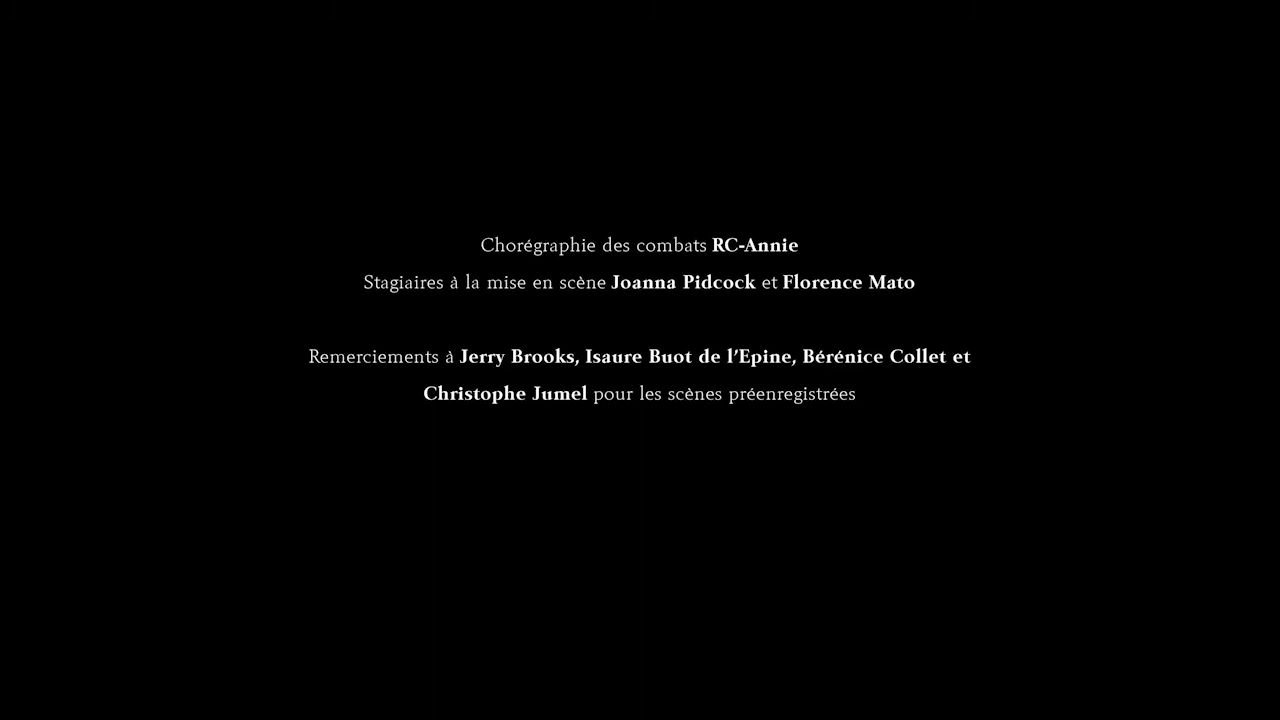 Chorégraphie des combats RC-Annie
Stagiaires à la mise en scène Joanna Pidcock et Florence Mato
Remerciements à Jerry Brooks, Isaure Buot de l’Epine, Bérénice Collet et
Christophe Jumel pour les scènes préenregistrées